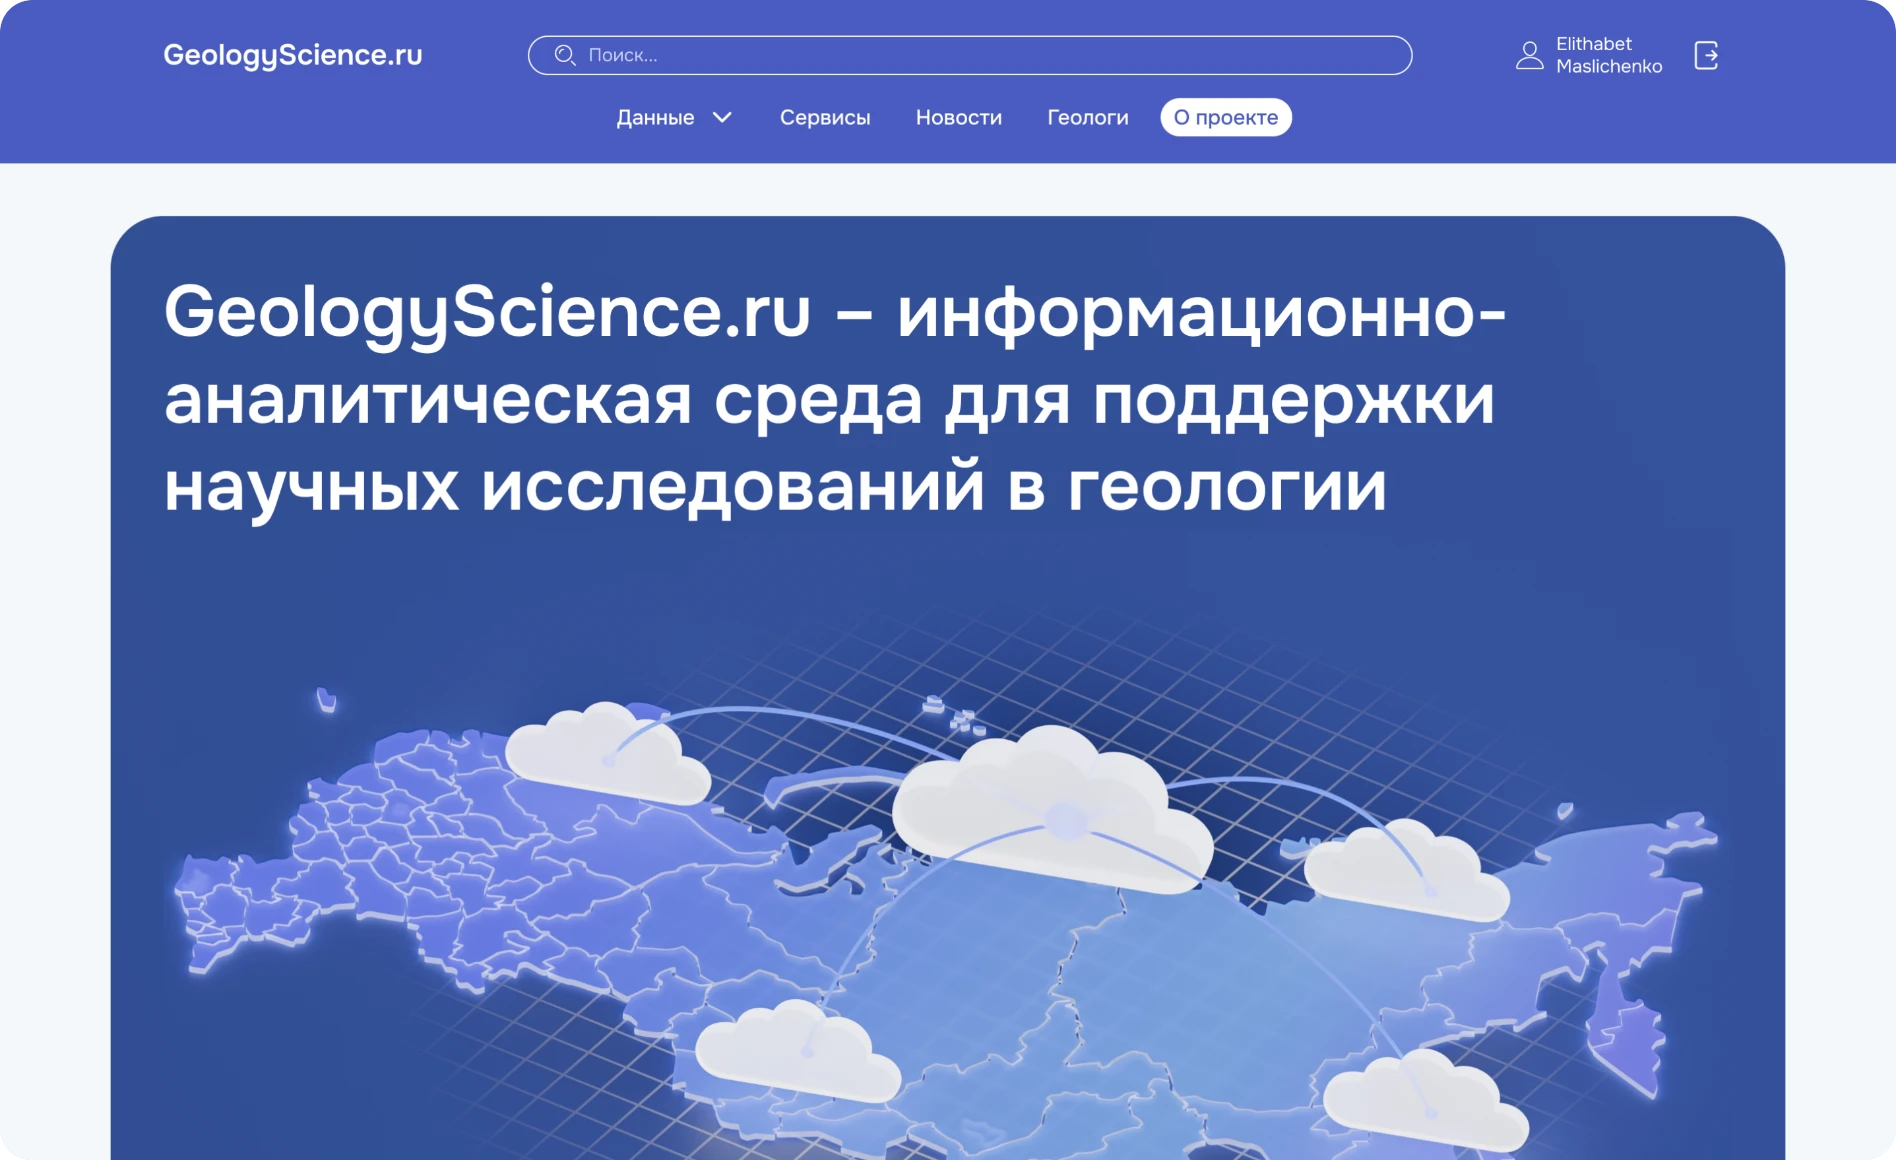 GeologyScience.ru
Поиск...
Elithabet
Maslichenko
Данные
Сервисы
Новости
Геологи
О проекте
GeologyScience.ru – информационно-
аналитическая среда для поддержки
научных исследований в геологии